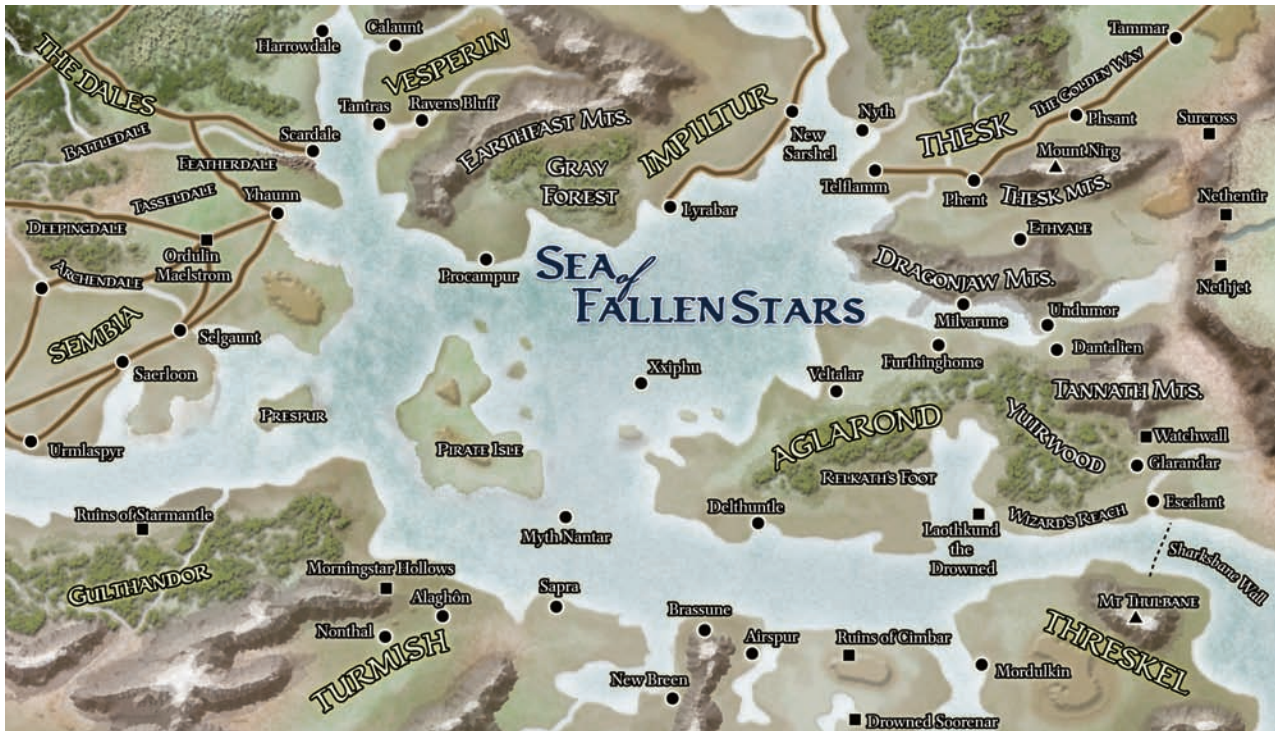 Calaunt
Tammar
Harrowdale
VESPERIN
THE DALES
THE GOLDEN WAY
Tantras
Ravens Bluff
IMPILTUR
Nyth
Phsant
Surcross
BATTLEDALE
Scardale
EARTHFAST MTS.
New
Sarshel
THESK
Mount Nirg
FEATHERDALE
GRAY
FOREST
Telflamm
Phent
THESK MTS.
TASSELDALE
Yhaunn
Lyrabar
Nethentir
DEEPINGDALE
ETHVALE
Ordulin
Maelstrom
Procampur
SEA of
FALLEN STARS
DRAGONJAW MTS.
Nethjet
ARCHENDALE
SEMBIA
Selgaunt
Milvarune
Undumor
Furthinghome
Dantalien
Saerloon
Xxiphu
Veltalar
TANNATH MTS.
PRESPUR
AGLAROND
YUIRWOOD
Urmlaspyr
PIRATE ISLE
Watchwall
Glarandar
RELKATH'S FOOT
Ruins of Starmantle
Delthuntle
WIZARD'S REACH
Escalant
Myth Nantar
Laothkund
the
Drowned
Sharksbane Wall
GULTHANDOR
Morningstar Hollows
Sapra
Alaghôn
Brassune
MT THULBANE
Nonthal
TURMISH
Airspur
Ruins of Cimbar
THRESKEL
Mordulkin
New Breen
Drowned Soorenar